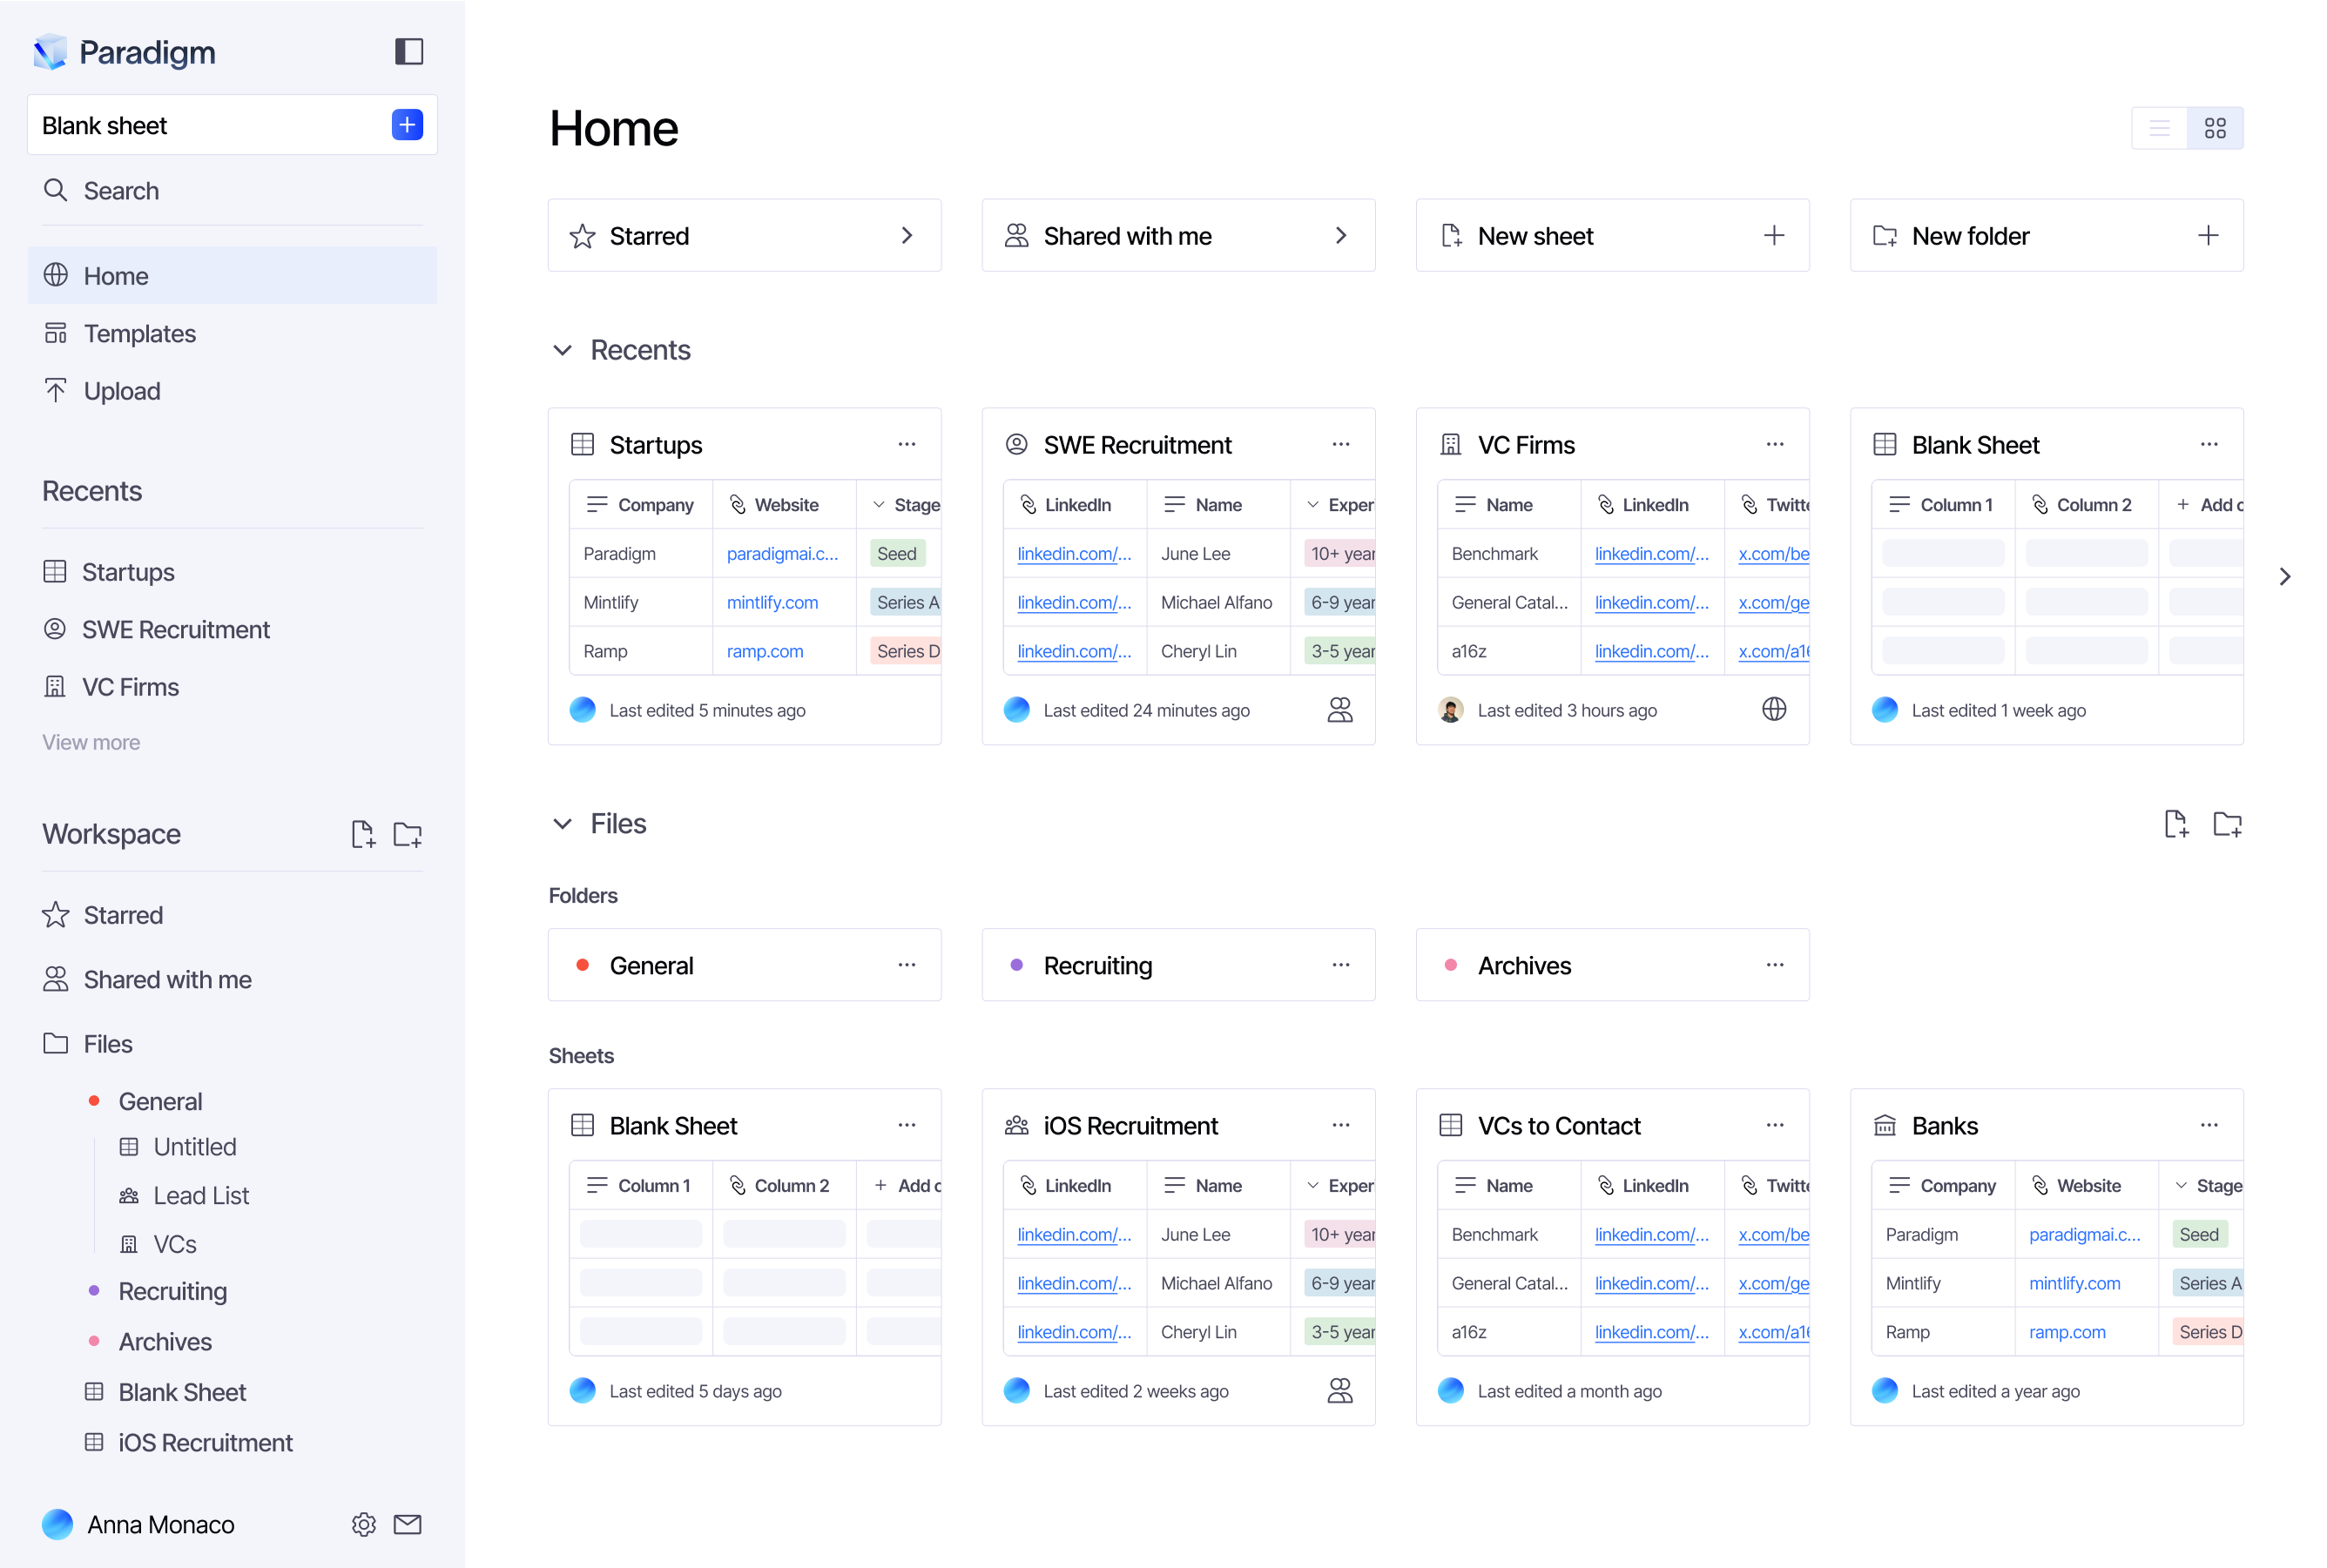 Paradigm
Blank sheet
Search
Home
Templates
Upload
Recents
Startups
SWE Recruitment
VC Firms
View more
Workspace
Starred
Shared with me
Files
General
Untitled
Lead List
VCs
Recruiting
Archives
Blank Sheet
iOS Recruitment
Anna Monaco
Home
Starred
Shared with me
New sheet
New folder
Recents
Startups
Company Website Stage
Paradigm paradigmai.c... Seed
Mintlify mintlify.com Series A
Ramp ramp.com Series D
Last edited 5 minutes ago
SWE Recruitment
LinkedIn Name Exper
linkedin.com/... June Lee 10+ year
linkedin.com/... Michael Alfano 6-9 year
linkedin.com/... Cheryl Lin 3-5 year
Last edited 24 minutes ago
VC Firms
Name LinkedIn Twitte
Benchmark linkedin.com/... x.com/be
General Catal... linkedin.com/... x.com/ge
a16z linkedin.com/... x.com/a16
Last edited 3 hours ago
Blank Sheet
Column 1 Column 2 + Add c
Last edited 1 week ago
Files
Folders
General
Recruiting
Archives
Sheets
Blank Sheet
Column 1 Column 2 + Add c
Last edited 5 days ago
iOS Recruitment
LinkedIn Name Exper
linkedin.com/... June Lee 10+ year
linkedin.com/... Michael Alfano 6-9 year
linkedin.com/... Cheryl Lin 3-5 year
Last edited 2 weeks ago
VCs to Contact
Name LinkedIn Twitte
Benchmark linkedin.com/... x.com/be
General Catal... linkedin.com/... x.com/ge
a16z linkedin.com/... x.com/a16
Last edited a month ago
Banks
Company Website Stage
Paradigm paradigmai.c... Seed
Mintlify mintlify.com Series A
Ramp ramp.com Series D
Last edited a year ago